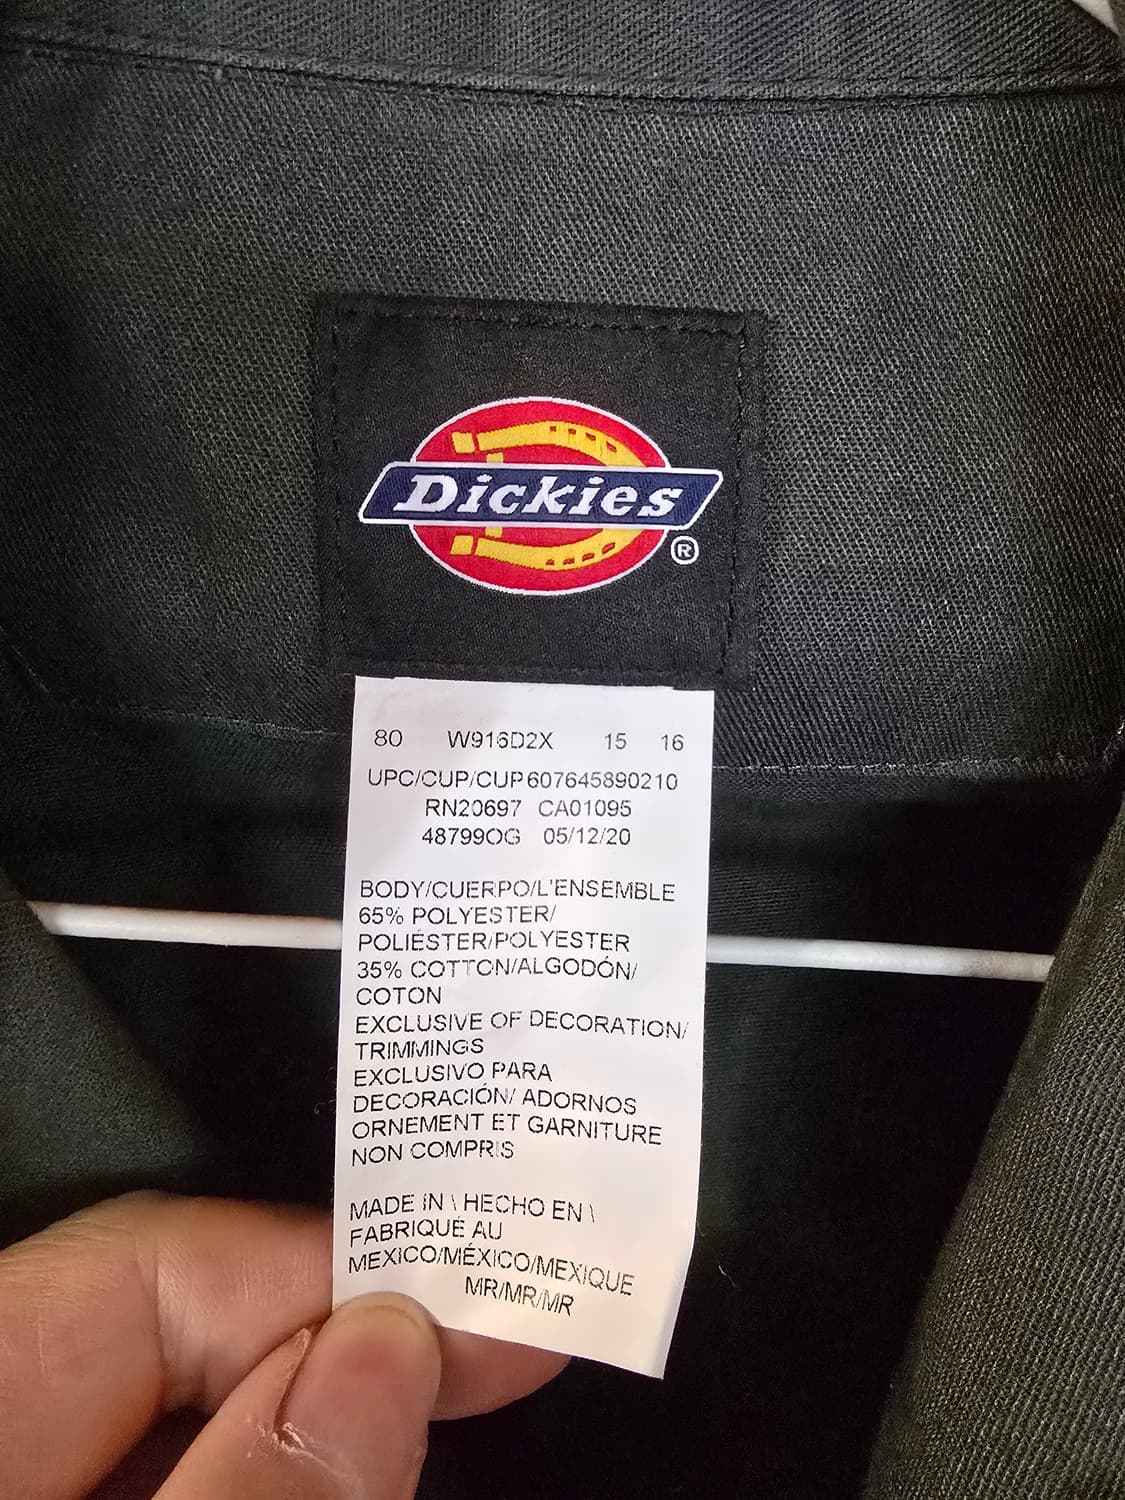 Dickies®
80 W916D2X 15 16
UPC/CUP/CUP607645890210
RN20697 CA01095
48799OG 05/12/20
BODY/CUERPO/L'ENSEMBLE
65% POLYESTER/
POLIÉSTER/POLYESTER
35% COTTON/ALGODÓN/
COTON
EXCLUSIVE OF DECORATION/
TRIMMINGS
EXCLUSIVO PARA
DECORACIÓN/ ADORNOS
ORNEMENT ET GARNITURE
NON COMPRIS
MADE IN \ HECHO EN \
FABRIQUÉ AU
MEXICO/MÉXICO/MEXIQUE
MR/MR/MR